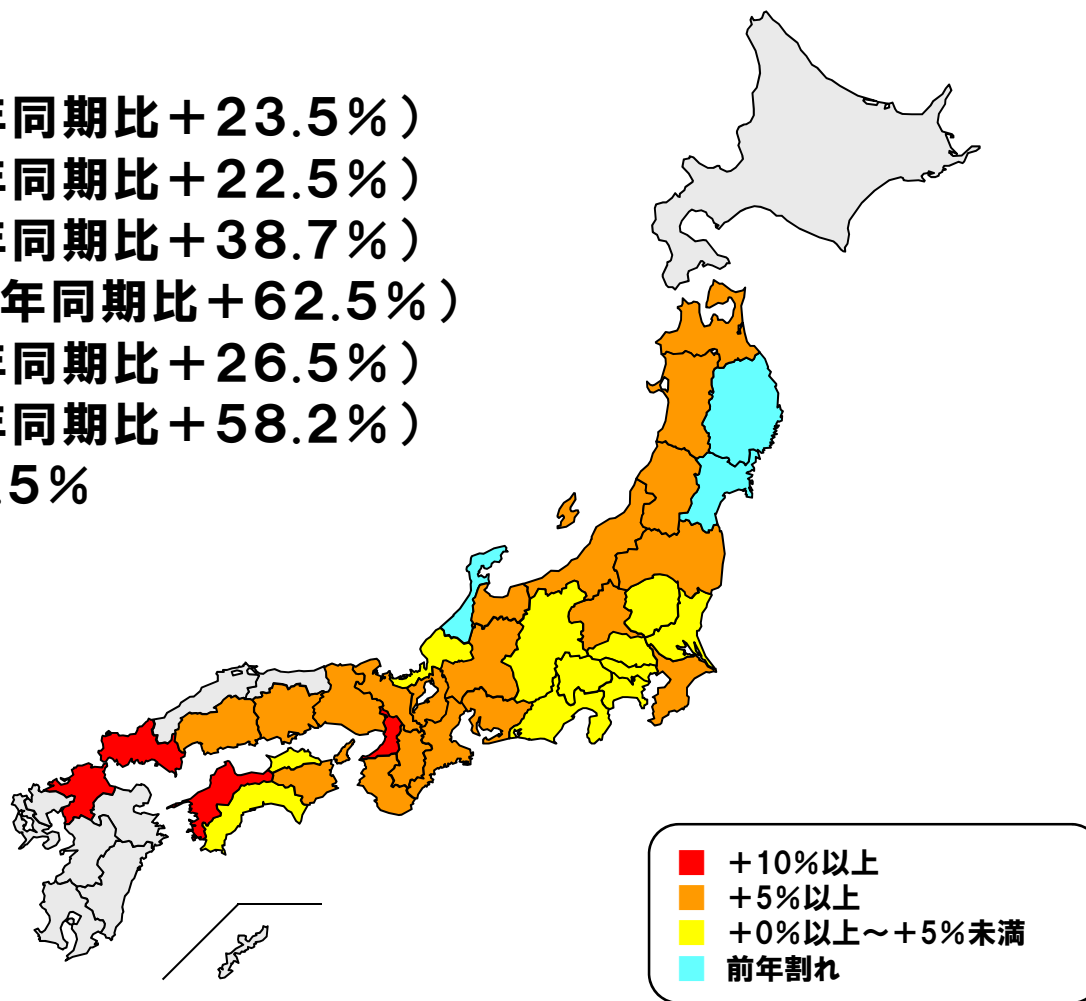 年同期比＋23.5％）
年同期比＋22.5％）
年同期比＋38.7％）
年同期比＋62.5％）
年同期比＋26.5％）
年同期比＋58.2％）
5％
＋10％以上
＋5％以上
＋0％以上～＋5％未満
前年割れ